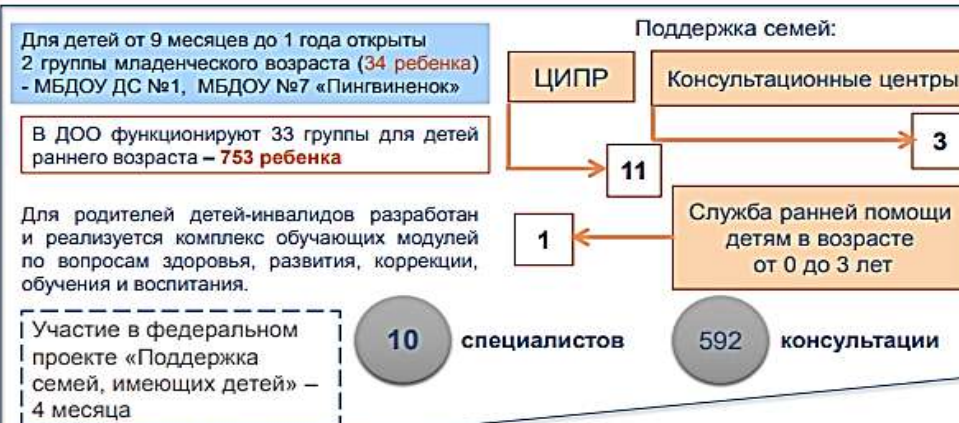 Для детей от 9 месяцев до 1 года открыты
2 группы младенческого возраста (34 ребенка)
- МБДОУ ДС №1, МБДОУ №7 «Пингвиненок»
В ДОО функционируют 33 группы для детей
раннего возраста – 753 ребенка
Для родителей детей-инвалидов разработан
и реализуется комплекс обучающих модулей
по вопросам здоровья, развития, коррекции,
обучения и воспитания.
Поддержка семей:
ЦИПР
Консультационные центры
3
11
Служба ранней помощи
детям в возрасте
от 0 до 3 лет
1
Участие в федеральном
проекте «Поддержка
семей, имеющих детей» –
4 месяца
10 специалистов
592 консультации